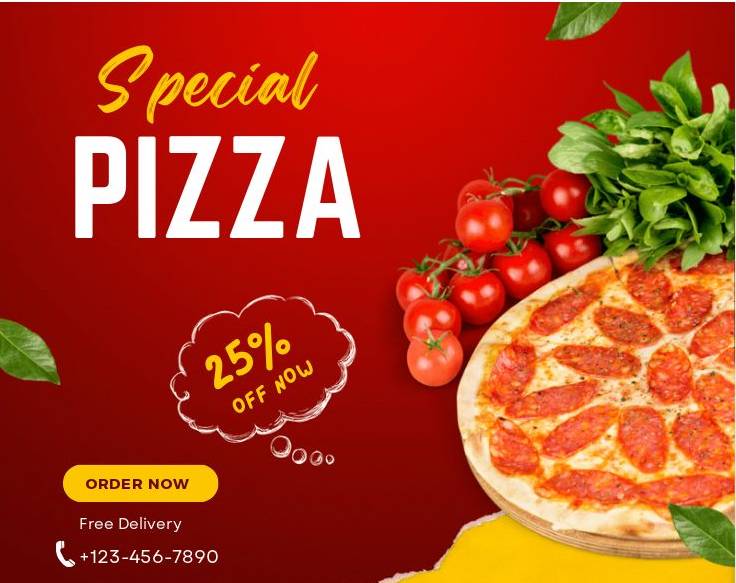 Special
PIZZA
25%
OFF NOW
ORDER NOW
Free Delivery
+123-456-7890